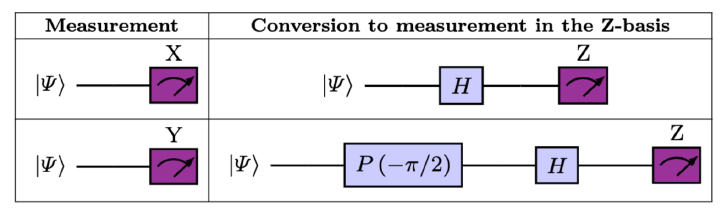 Measurement Conversion to measurement in the Z-basis
X Z
|Ψ⟩ |Ψ⟩ H
Y Z
|Ψ⟩ |Ψ⟩ P (−π/2) H